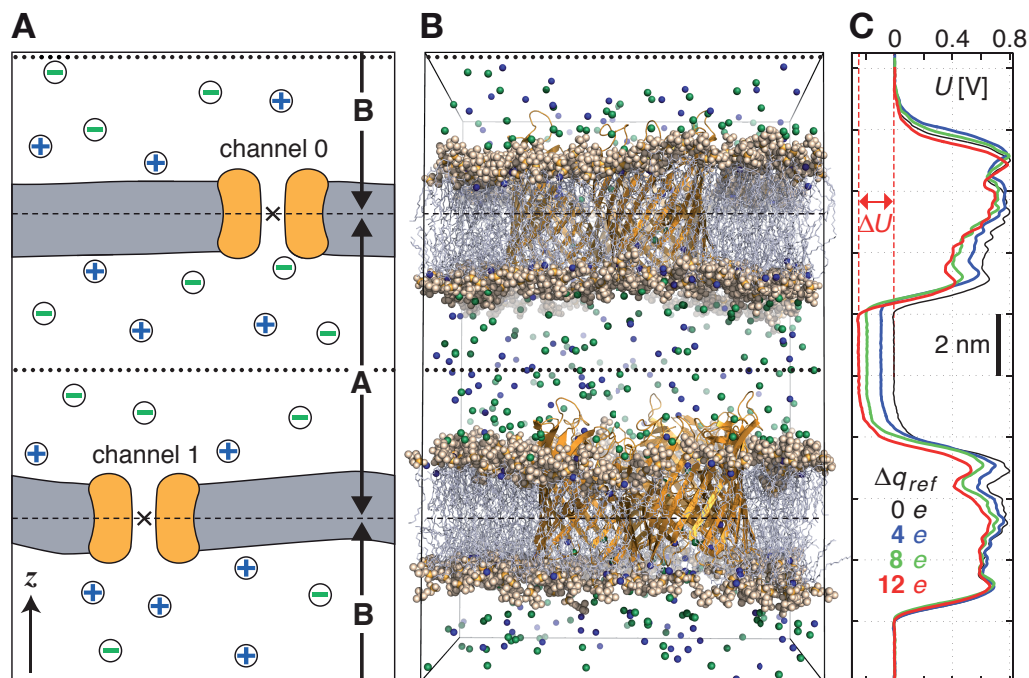 A
B
channel 0
A
channel 1
B
z
B
C
0 0.4 0.8
U [V]
ΔU
2 nm
Δq_ref
0 e
4 e
8 e
12 e